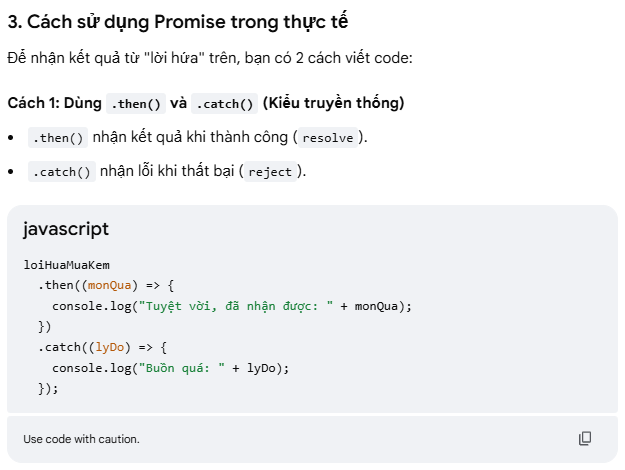 3. Cách sử dụng Promise trong thực tế
Để nhận kết quả từ "lời hứa" trên, bạn có 2 cách viết code:
Cách 1: Dùng .then() và .catch() (Kiểu truyền thống)
• .then() nhận kết quả khi thành công ( resolve ).
• .catch() nhận lỗi khi thất bại ( reject ).
javascript
loiHuaMuaKem
  .then((monQua) => {
    console.log("Tuyệt vời, đã nhận được: " + monQua);
  })
  .catch((lyDo) => {
    console.log("Buồn quá: " + lyDo);
  });
Use code with caution.